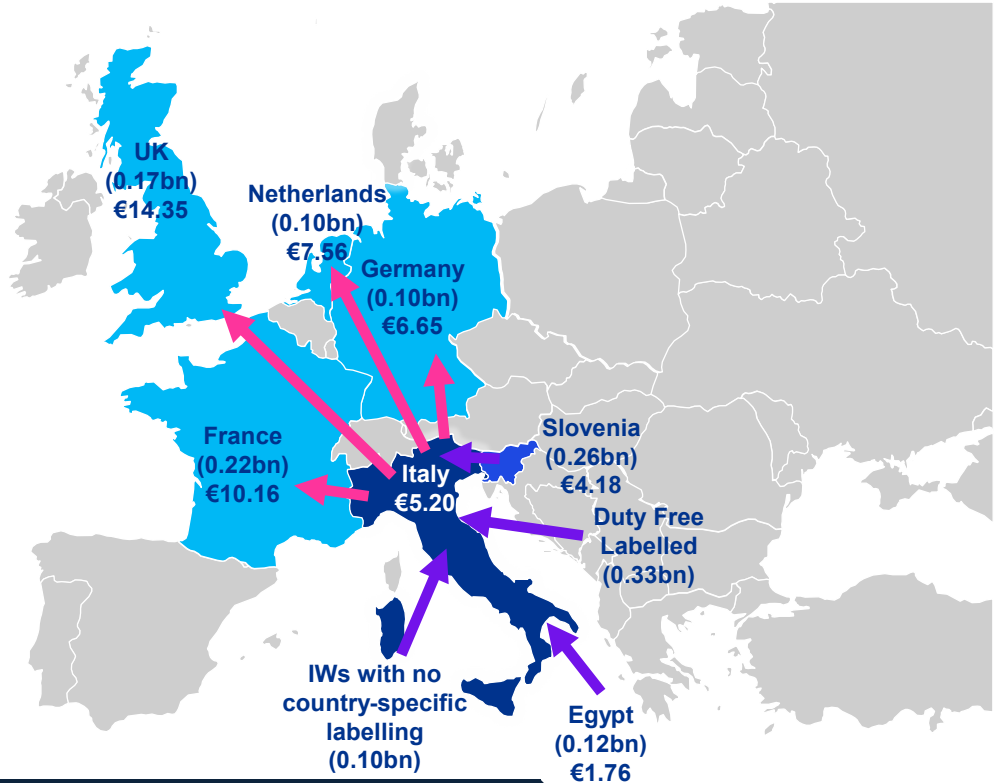 UK
(0.17bn)
€14.35
Netherlands
(0.10bn)
€7.56
Germany
(0.10bn)
€6.65
France
(0.22bn)
€10.16
Italy
€5.20
Slovenia
(0.26bn)
€4.18
Duty Free
Labelled
(0.33bn)
IWs with no
country-specific
labelling
(0.10bn)
Egypt
(0.12bn)
€1.76